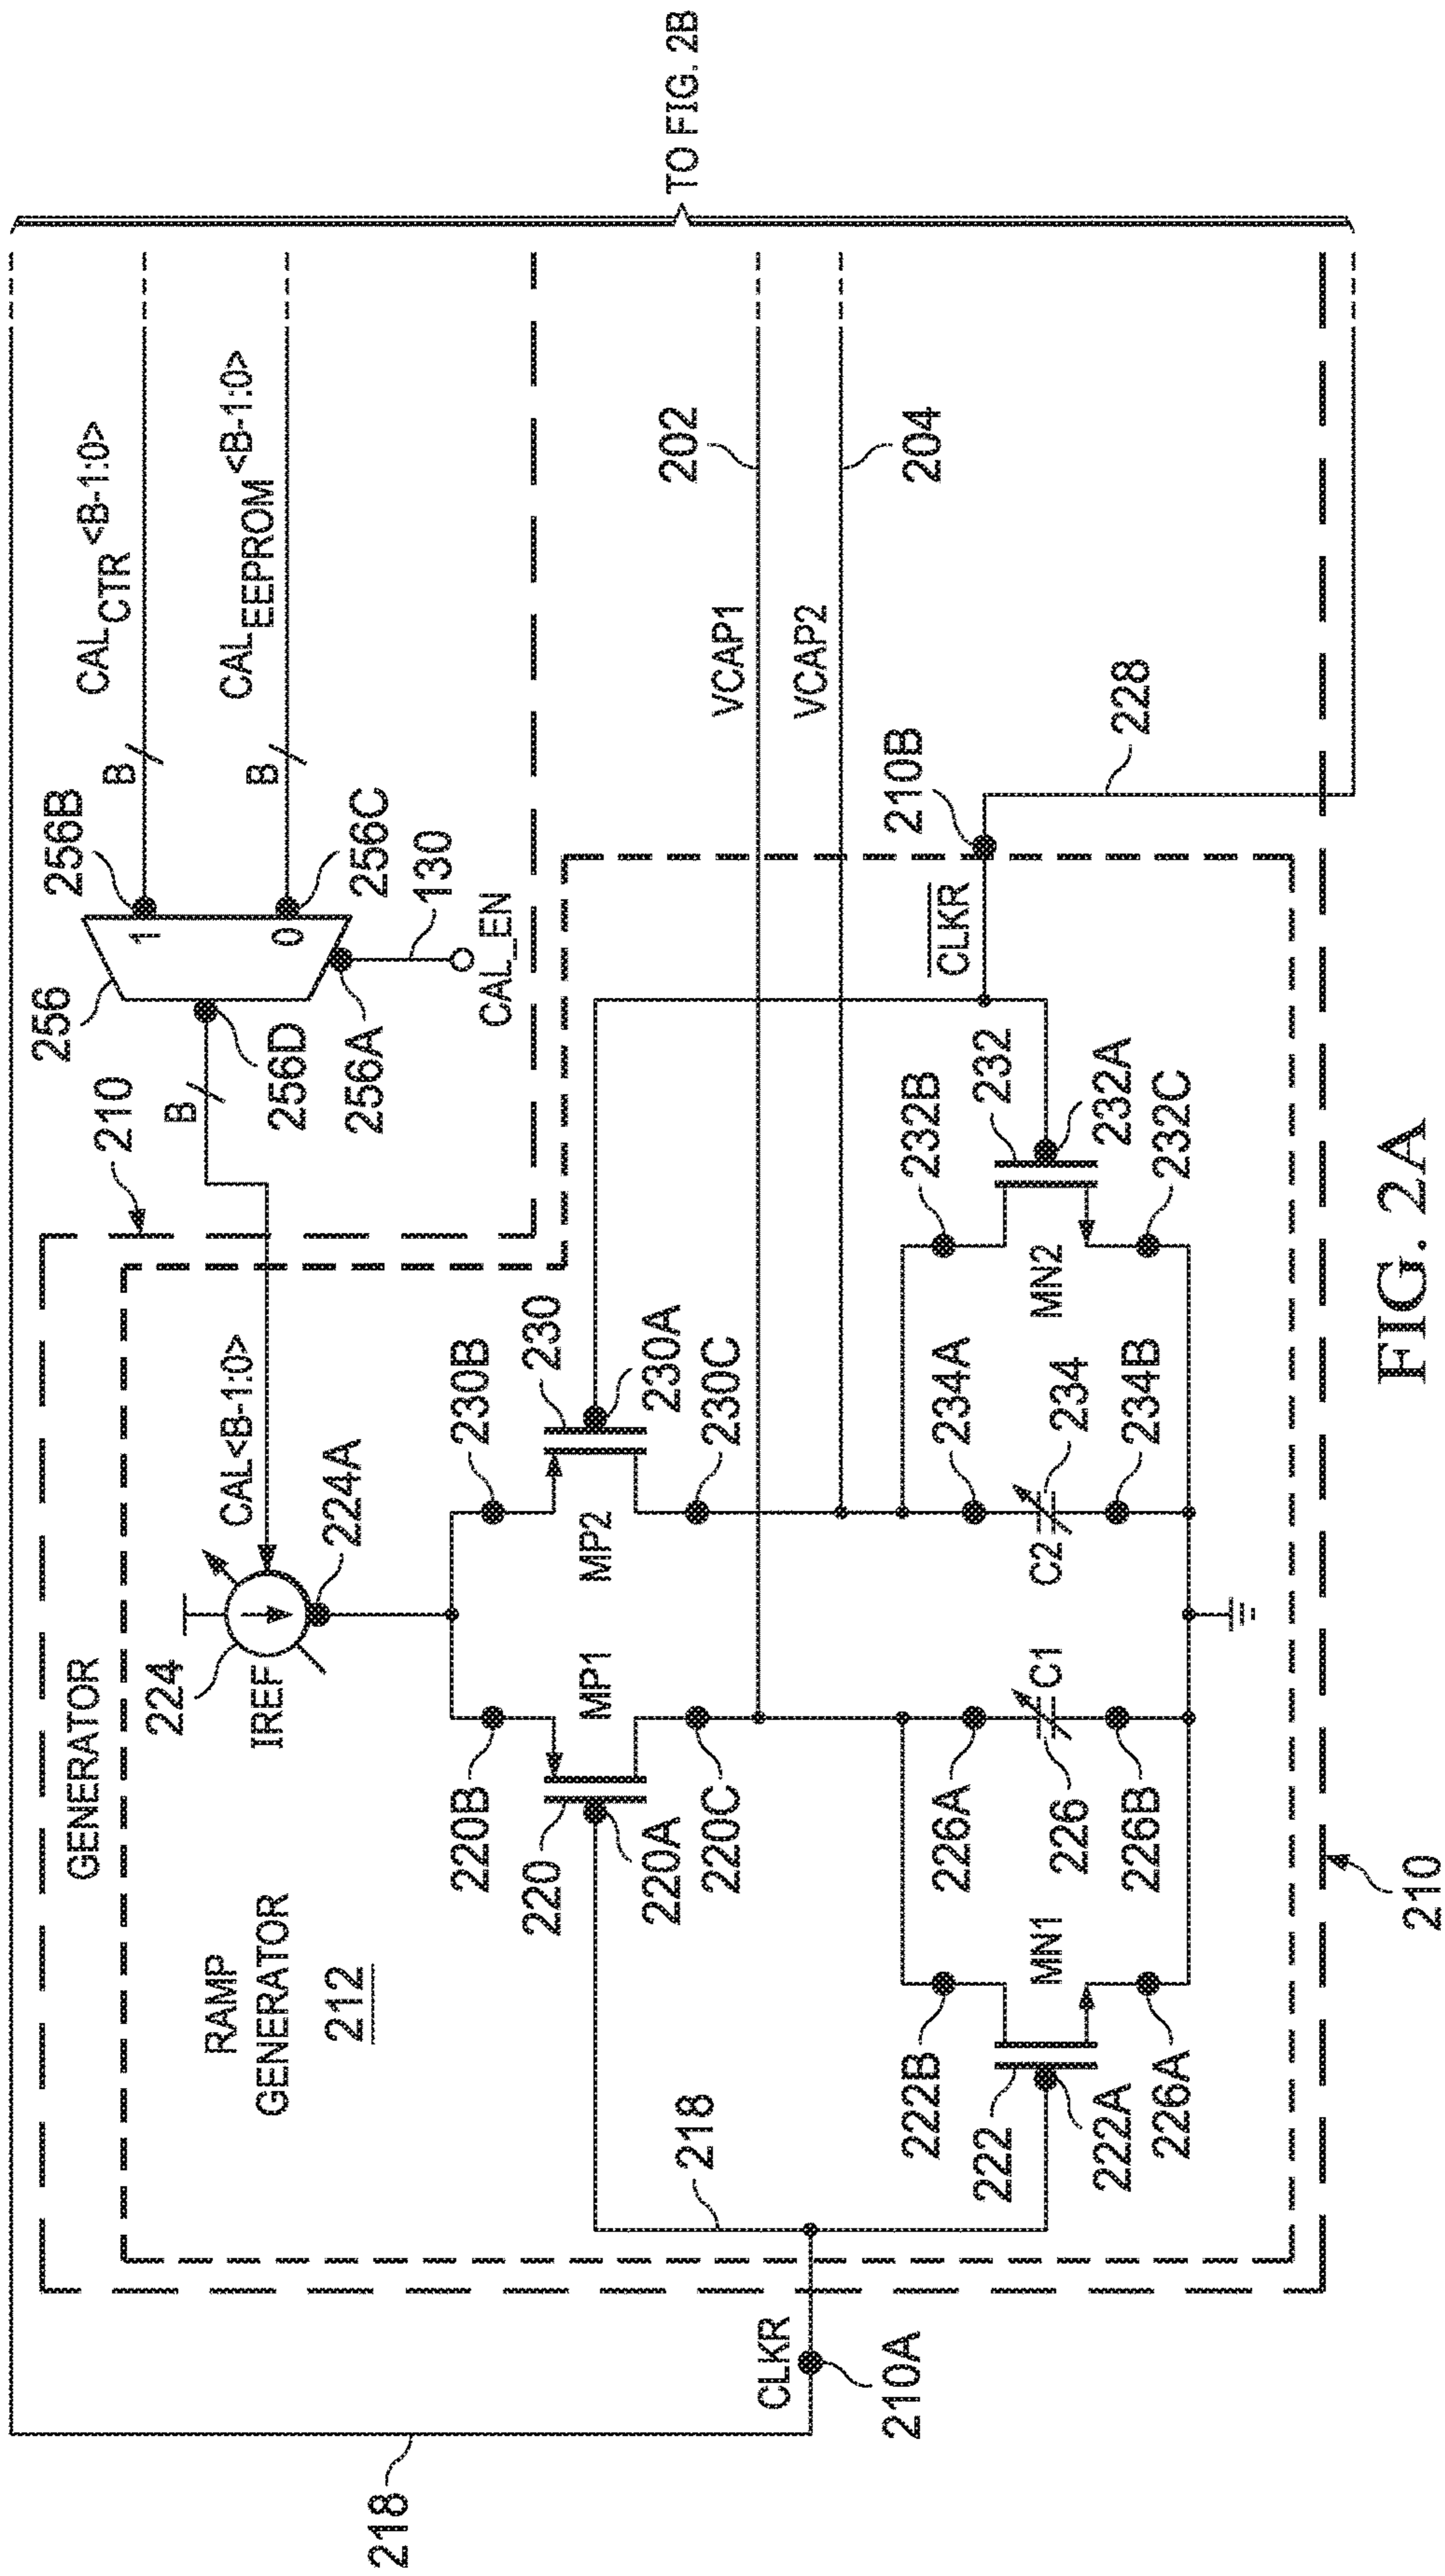 218
CLKR
210A
GENERATOR
RAMP
GENERATOR
212
218
210
224
IREF
224A
CAL<B-1:0>
210
B
256
256D
256A
256B
256C
1
0
130
CAL_EN
B
CALCTR<B-1:0>
B
CALEEPROM<B-1:0>
TO FIG. 2B
220B
220
220A
220C
MP1
MP2
230B
230
230A
230C
VCAP1
202
VCAP2
204
CLKR
210B
228
222B
222
222A
226A
MN1
226A
226
226B
C1
C2
234A
234
234B
MN2
232B
232
232A
232C
210
FIG. 2A